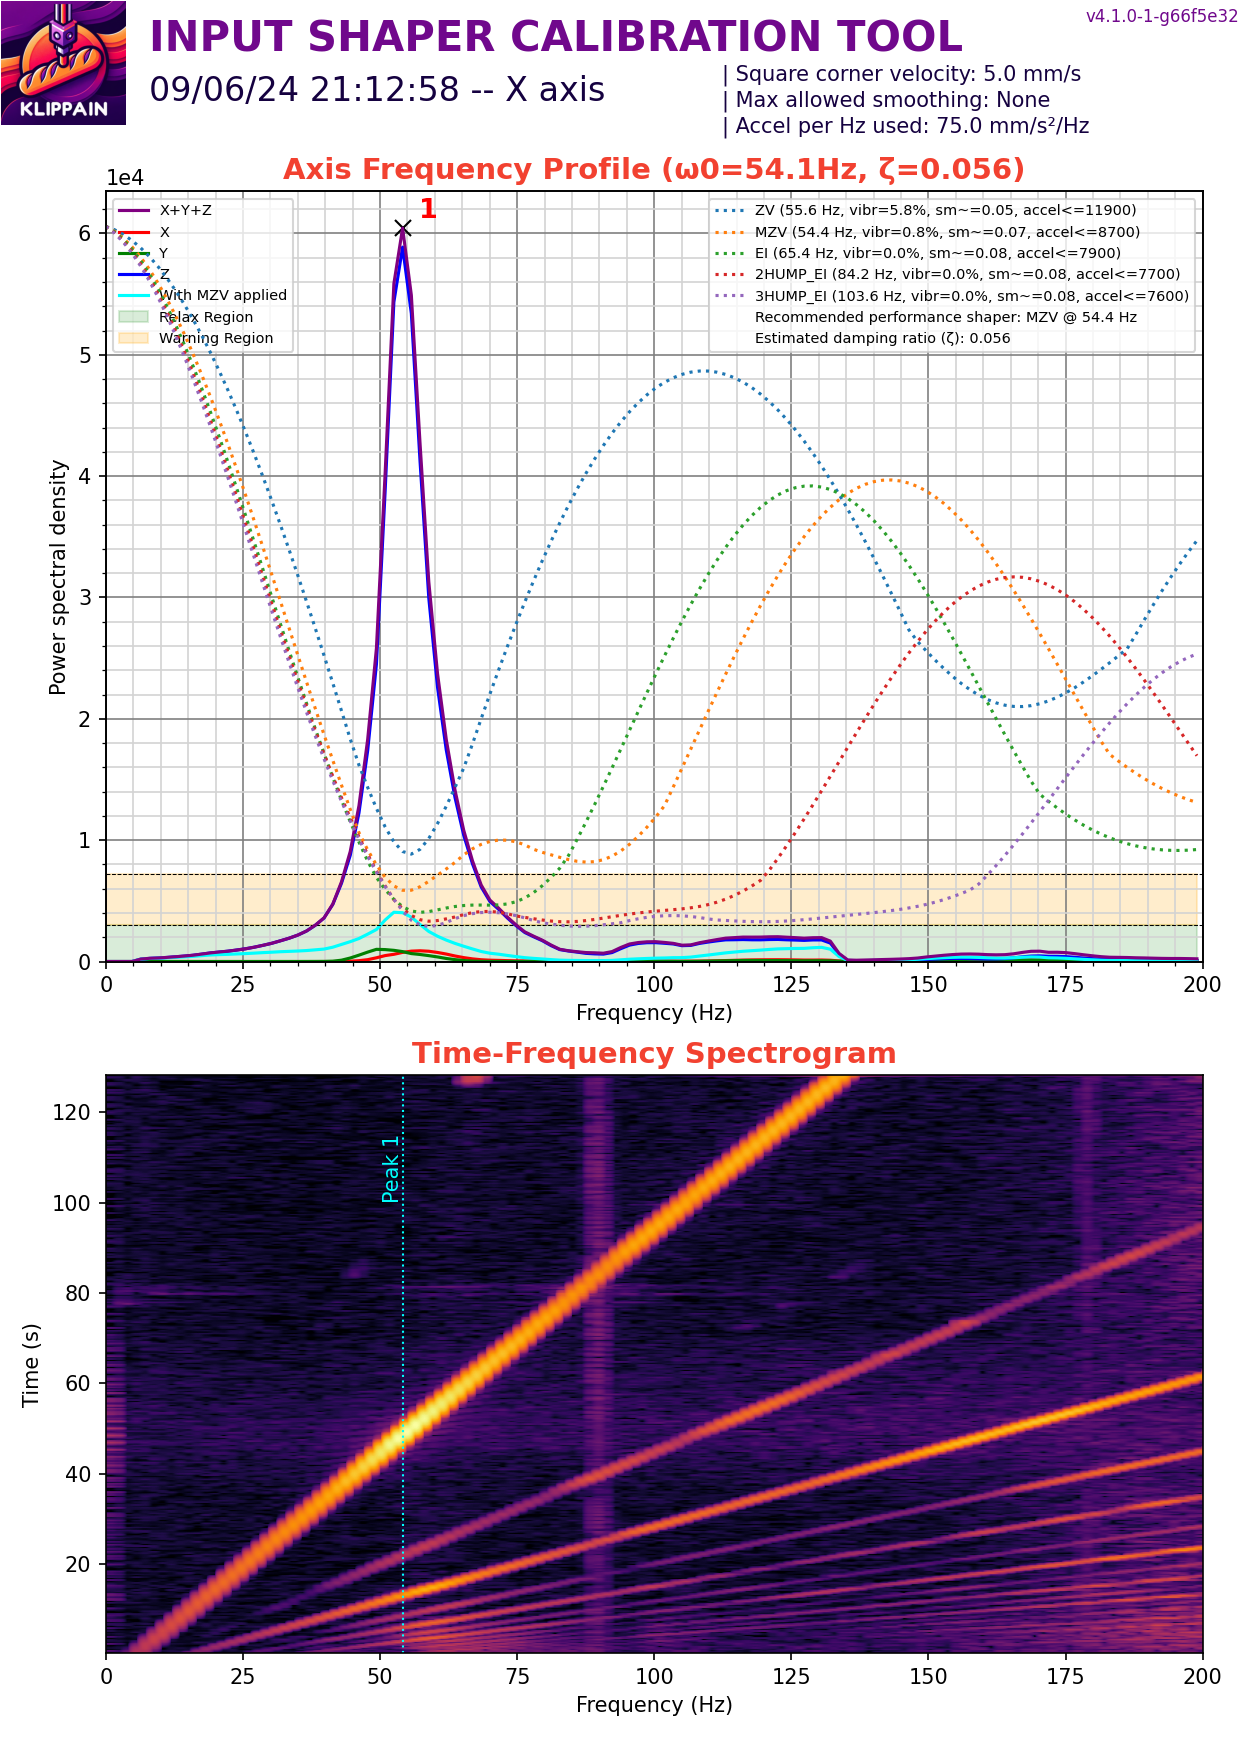 v4.1.0-1-g66f5e32
INPUT SHAPER CALIBRATION TOOL
09/06/24 21:12:58 -- X axis
| Square corner velocity: 5.0 mm/s
| Max allowed smoothing: None
| Accel per Hz used: 75.0 mm/s²/Hz
KLIPPAIN
Axis Frequency Profile (ω0=54.1Hz, ζ=0.056)
1e4
X+Y+Z
X
Y
Z
With MZV applied
Relax Region
Warning Region
1
ZV (55.6 Hz, vibr=5.8%, sm~=0.05, accel<=11900)
MZV (54.4 Hz, vibr=0.8%, sm~=0.07, accel<=8700)
EI (65.4 Hz, vibr=0.0%, sm~=0.08, accel<=7900)
2HUMP_EI (84.2 Hz, vibr=0.0%, sm~=0.08, accel<=7700)
3HUMP_EI (103.6 Hz, vibr=0.0%, sm~=0.08, accel<=7600)
Recommended performance shaper: MZV @ 54.4 Hz
Estimated damping ratio (ζ): 0.056
6
5
4
3
2
1
0
Power spectral density
0 25 50 75 100 125 150 175 200
Frequency (Hz)
Time-Frequency Spectrogram
Peak 1
120
100
80
60
40
20
Time (s)
0 25 50 75 100 125 150 175 200
Frequency (Hz)